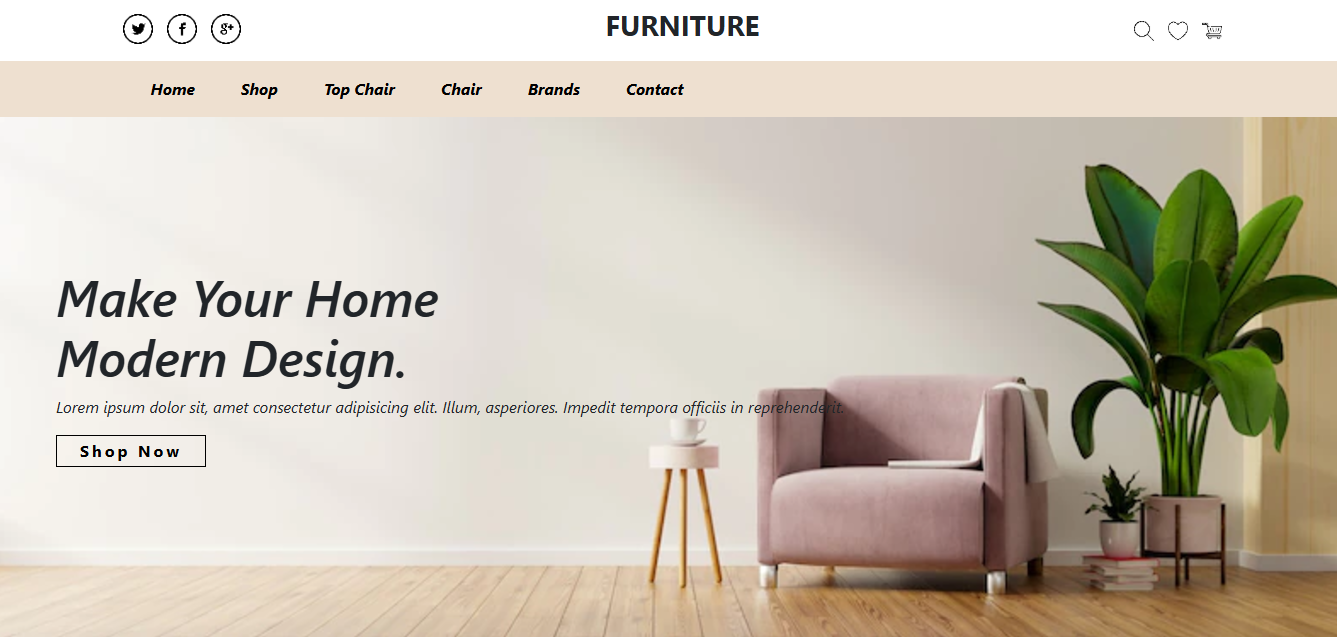 FURNITURE
Home Shop Top Chair Chair Brands Contact
Make Your Home
Modern Design.
Lorem ipsum dolor sit, amet consectetur adipisicing elit. Illum, asperiores. Impedit tempora officiis in reprehenderit.
Shop Now